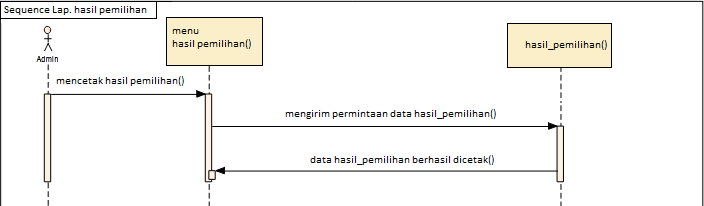 Sequence Lap. hasil pemilihan
menu
hasil pemilihan()
hasil_pemilihan()
Admin
mencetak hasil pemilihan()
mengirim permintaan data hasil_pemilihan()
data hasil_pemilihan berhasil dicetak()